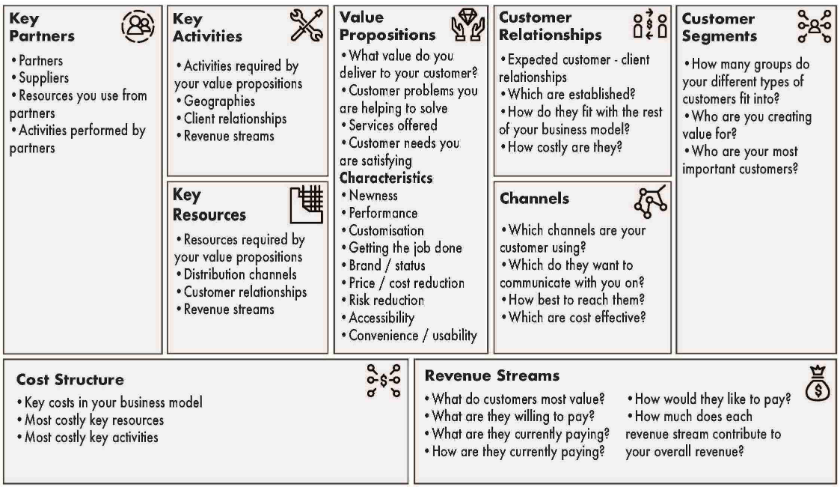 Key
Partners
• Partners
• Suppliers
• Resources you use from
partners
• Activities performed by
partners
Key
Activities
• Activities required by
your value propositions
• Geographies
• Client relationships
• Revenue streams
Key
Resources
• Resources required by
your value propositions
• Distribution channels
• Customer relationships
• Revenue streams
Value
Propositions
• What value do you
deliver to your customer?
• Customer problems you
are helping to solve
• Services offered
• Customer needs you
are satisfying
Characteristics
• Newness
• Performance
• Customisation
• Getting the job done
• Brand / status
• Price / cost reduction
• Risk reduction
• Accessibility
• Convenience / usability
Customer
Relationships
• Expected customer - client
relationships
• Which are established?
• How do they fit with the rest
of your business model?
• How costly are they?
Channels
• Which channels are your
customer using?
• Which do they want to
communicate with you on?
• How best to reach them?
• Which are cost effective?
Customer
Segments
• How many groups do
your different types of
customers fit into?
• Who are you creating
value for?
• Who are your most
important customers?
Cost Structure
• Key costs in your business model
• Most costly key resources
• Most costly key activities
Revenue Streams
• What do customers most value?
• What are they willing to pay?
• What are they currently paying?
• How are they currently paying?
• How would they like to pay?
• How much does each
revenue stream contribute to
your overall revenue?